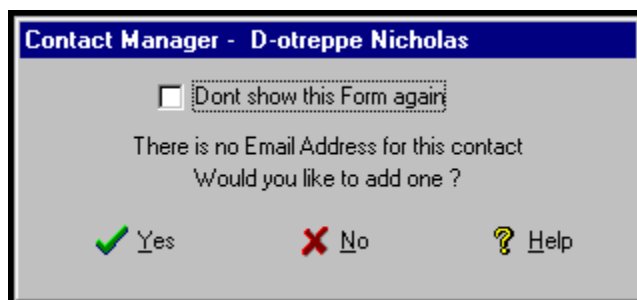 Contact Manager - D-otreppe Nicholas
Dont show this Form again
There is no Email Address for this contact
Would you like to add one ?
Yes No Help